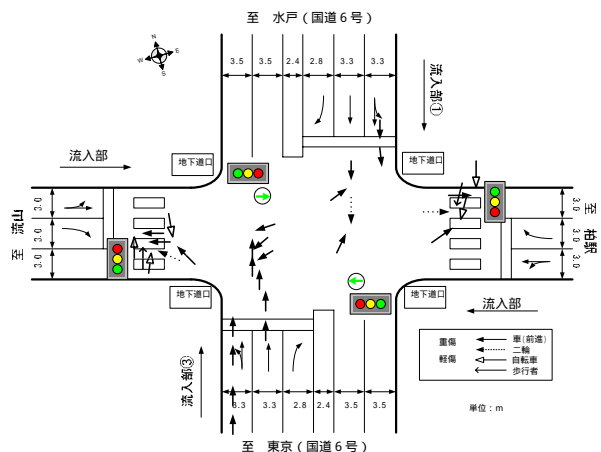 至 水戸(国道6号)
N
E
S
W
3.5 3.5 2.4 2.8 3.3 3.3
流入部①
流入部
地下道口
地下道口
3.0
3.0
3.0
至 流山
3.0
3.0
3.0
至 柏駅
地下道口
地下道口
流入部
流入部③
重傷
軽傷
車(前進)
二輪
自転車
歩行者
3.3 3.3 2.8 2.4 3.5 3.5
単位:m
至 東京(国道6号)